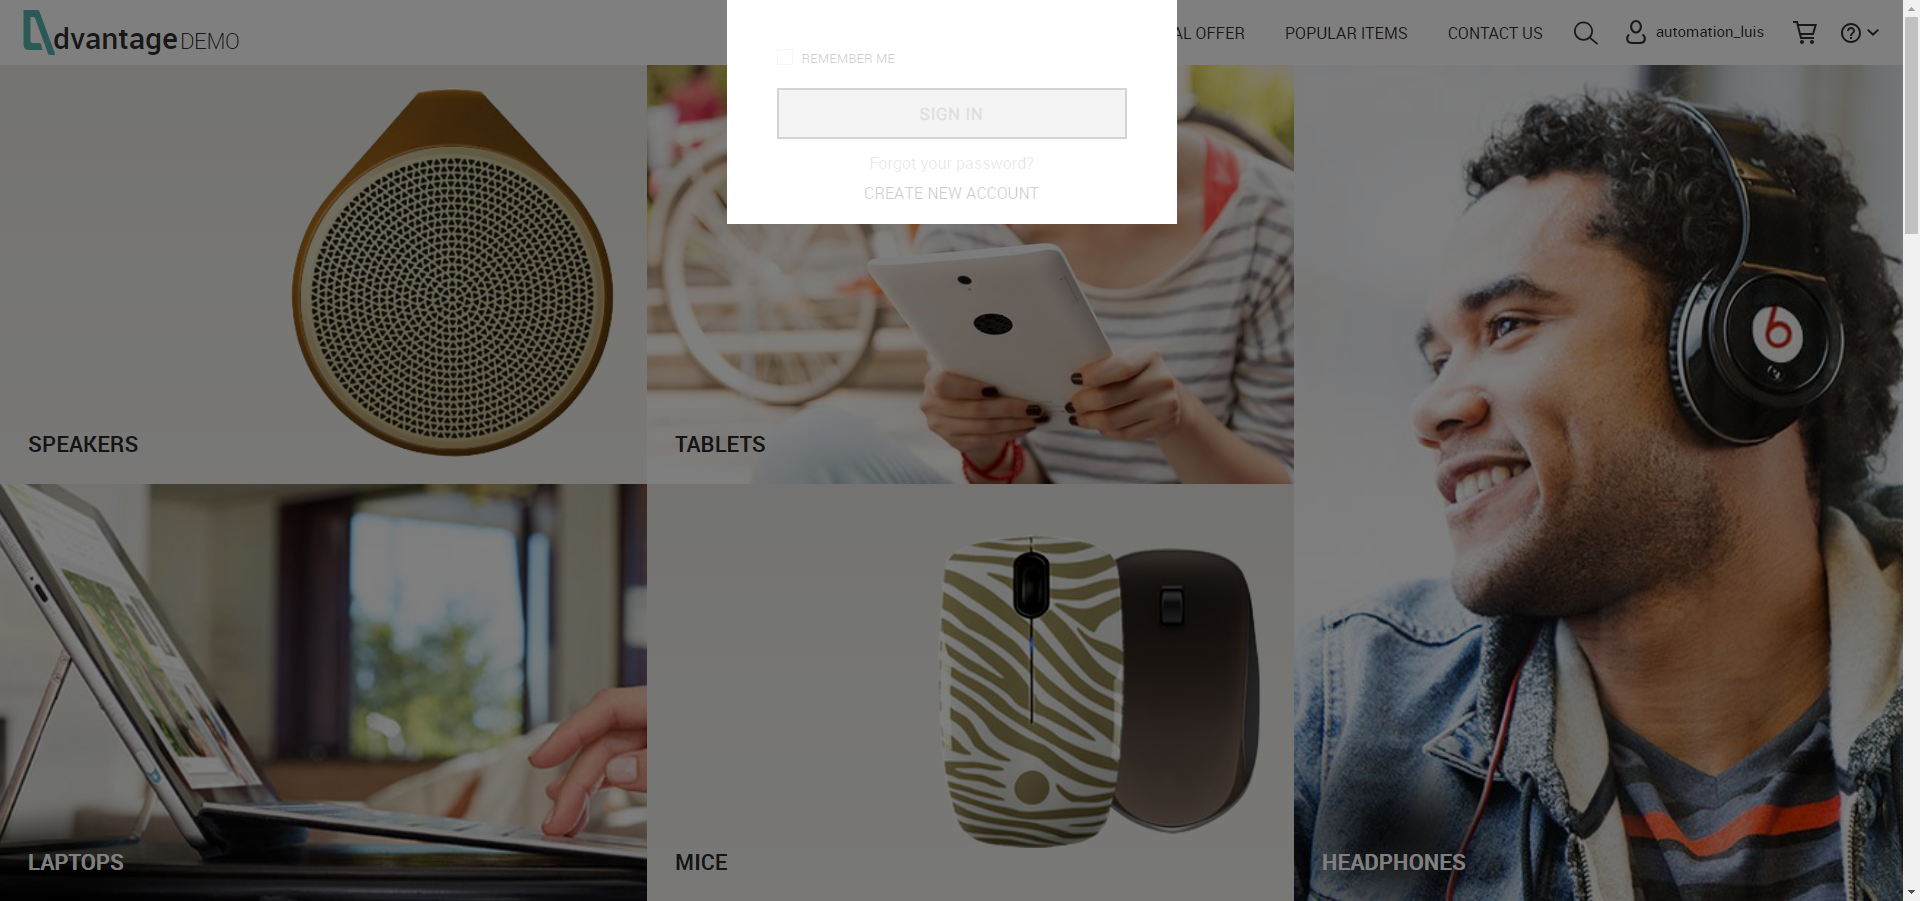 dvantage DEMO
AL OFFER
POPULAR ITEMS
CONTACT US
automation_luis
REMEMBER ME
SIGN IN
Forgot your password?
CREATE NEW ACCOUNT
SPEAKERS
TABLETS
LAPTOPS
MICE
HEADPHONES